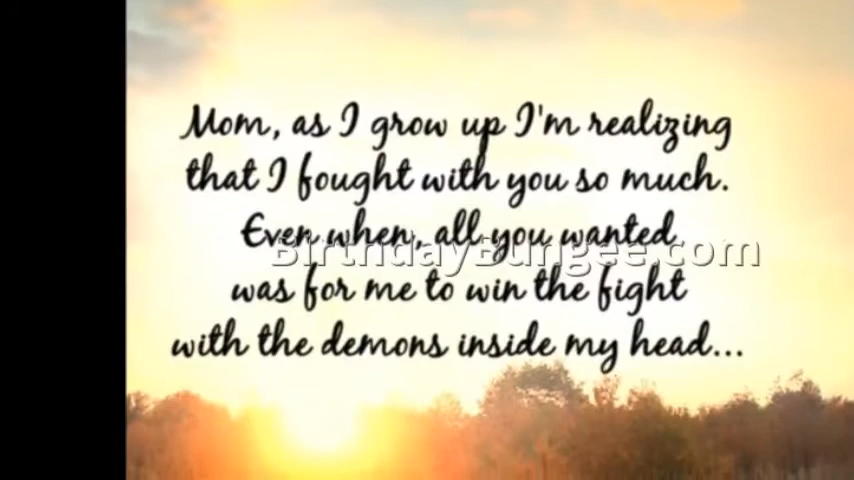 Mom, as I grow up I'm realizing
that I fought with you so much.
Even when, all you wanted
BirthdayBungee.com
was for me to win the fight
with the demons inside my head...